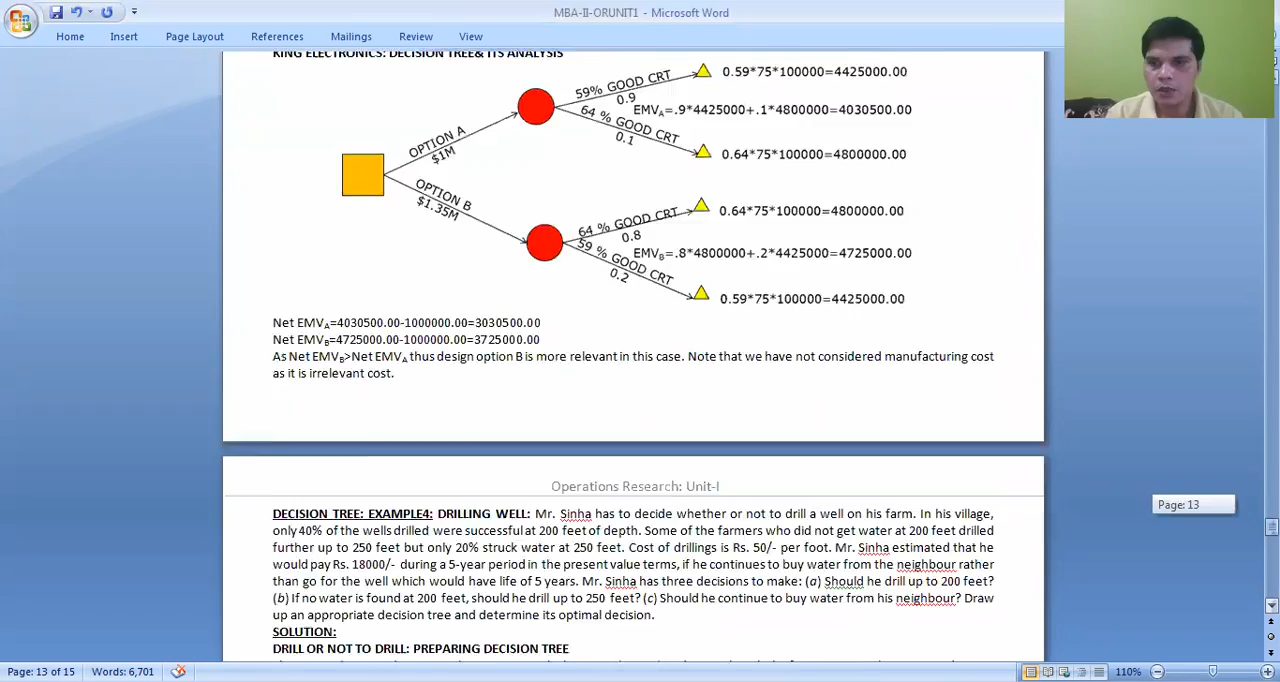 MBA-II-ORUNIT1 - Microsoft Word
Home Insert Page Layout References Mailings Review View
KING ELECTRONICS: DECISION TREE& ITS ANALYSIS
59% GOOD CRT
0.9
0.59*75*100000=4425000.00
EMVA=.9*4425000+.1*4800000=4030500.00
64 % GOOD CRT
0.1
0.64*75*100000=4800000.00
OPTION A
$1M
OPTION B
$1.35M
64 % GOOD CRT
0.8
0.64*75*100000=4800000.00
EMVB=.8*4800000+.2*4425000=4725000.00
59 % GOOD CRT
0.2
0.59*75*100000=4425000.00
Net EMVA=4030500.00-1000000.00=3030500.00
Net EMVB=4725000.00-1000000.00=3725000.00
As Net EMVB>Net EMVA thus design option B is more relevant in this case. Note that we have not considered manufacturing cost
as it is irrelevant cost.
Operations Research: Unit-I
Page: 13
DECISION TREE: EXAMPLE4: DRILLING WELL: Mr. Sinha has to decide whether or not to drill a well on his farm. In his village,
only 40% of the wells drilled were successful at 200 feet of depth. Some of the farmers who did not get water at 200 feet drilled
further up to 250 feet but only 20% struck water at 250 feet. Cost of drillings is Rs. 50/- per foot. Mr. Sinha estimated that he
would pay Rs. 18000/- during a 5-year period in the present value terms, if he continues to buy water from the neighbour rather
than go for the well which would have life of 5 years. Mr. Sinha has three decisions to make: (a) Should he drill up to 200 feet?
(b) If no water is found at 200 feet, should he drill up to 250 feet? (c) Should he continue to buy water from his neighbour? Draw
up an appropriate decision tree and determine its optimal decision.
SOLUTION:
DRILL OR NOT TO DRILL: PREPARING DECISION TREE
Page: 13 of 15 Words: 6,701 110%